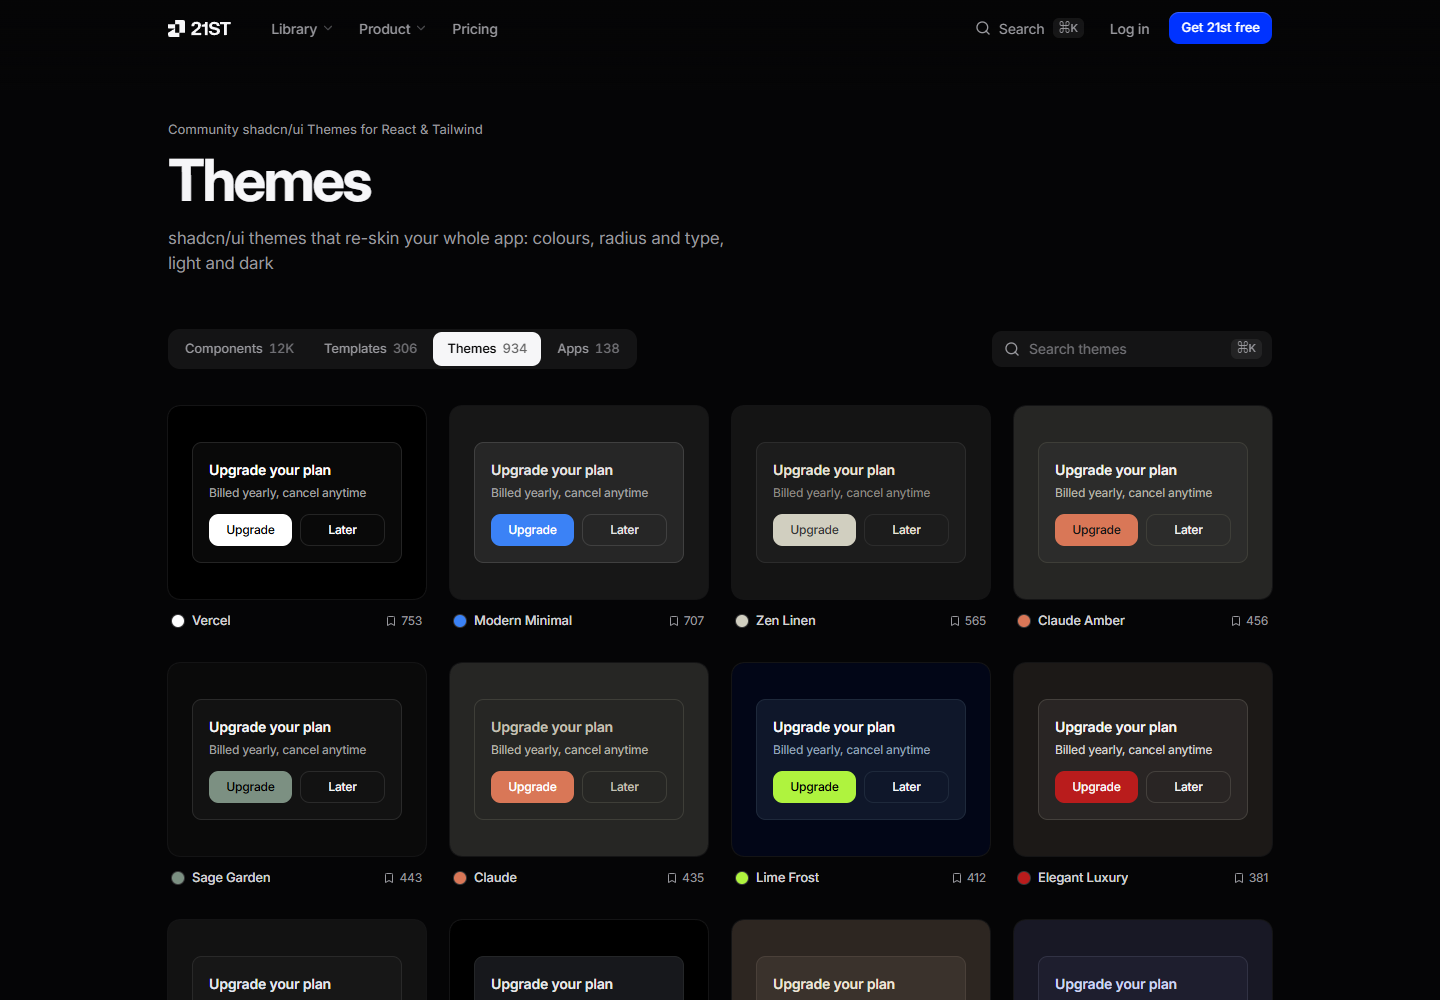 21ST Library Product Pricing Search ⌘K Log in Get 21st free
Community shadcn/ui Themes for React & Tailwind
Themes
shadcn/ui themes that re-skin your whole app: colours, radius and type,
light and dark
Components 12K Templates 306 Themes 934 Apps 138 Search themes ⌘K
Upgrade your plan
Billed yearly, cancel anytime
Upgrade Later
Vercel 753
Upgrade your plan
Billed yearly, cancel anytime
Upgrade Later
Modern Minimal 707
Upgrade your plan
Billed yearly, cancel anytime
Upgrade Later
Zen Linen 565
Upgrade your plan
Billed yearly, cancel anytime
Upgrade Later
Claude Amber 456
Upgrade your plan
Billed yearly, cancel anytime
Upgrade Later
Sage Garden 443
Upgrade your plan
Billed yearly, cancel anytime
Upgrade Later
Claude 435
Upgrade your plan
Billed yearly, cancel anytime
Upgrade Later
Lime Frost 412
Upgrade your plan
Billed yearly, cancel anytime
Upgrade Later
Elegant Luxury 381
Upgrade your plan
Upgrade your plan
Upgrade your plan
Upgrade your plan